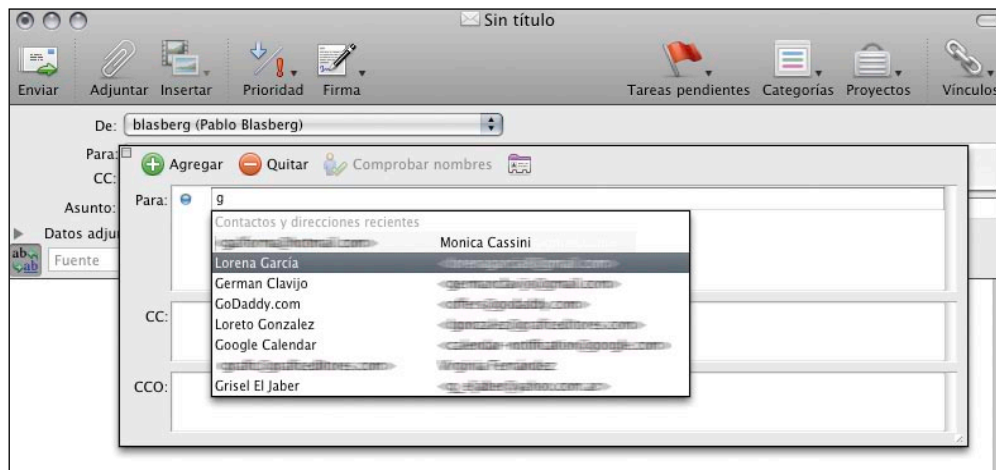 Sin título
Enviar Adjuntar Insertar Prioridad Firma Tareas pendientes Categorías Proyectos Vínculos
De: blasberg (Pablo Blasberg)
Para:
CC:
Asunto:
Datos adju
Fuente
Agregar Quitar Comprobar nombres
Para: g
Contactos y direcciones recientes
Monica Cassini
Lorena García
German Clavijo
GoDaddy.com
Loreto Gonzalez
Google Calendar
Grisel El Jaber
CC:
CCO: